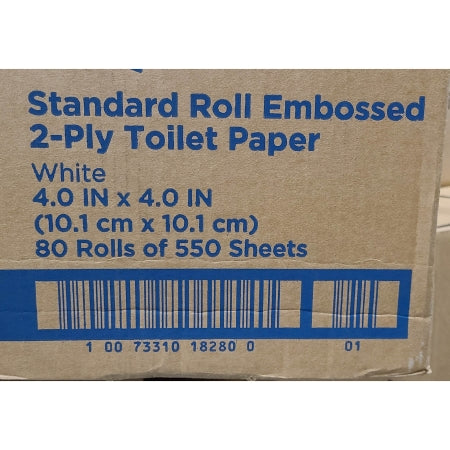 Standard Roll Embossed
2-Ply Toilet Paper
White
4.0 IN x 4.0 IN
(10.1 cm x 10.1 cm)
80 Rolls of 550 Sheets
1 00 73310 18280 0 01